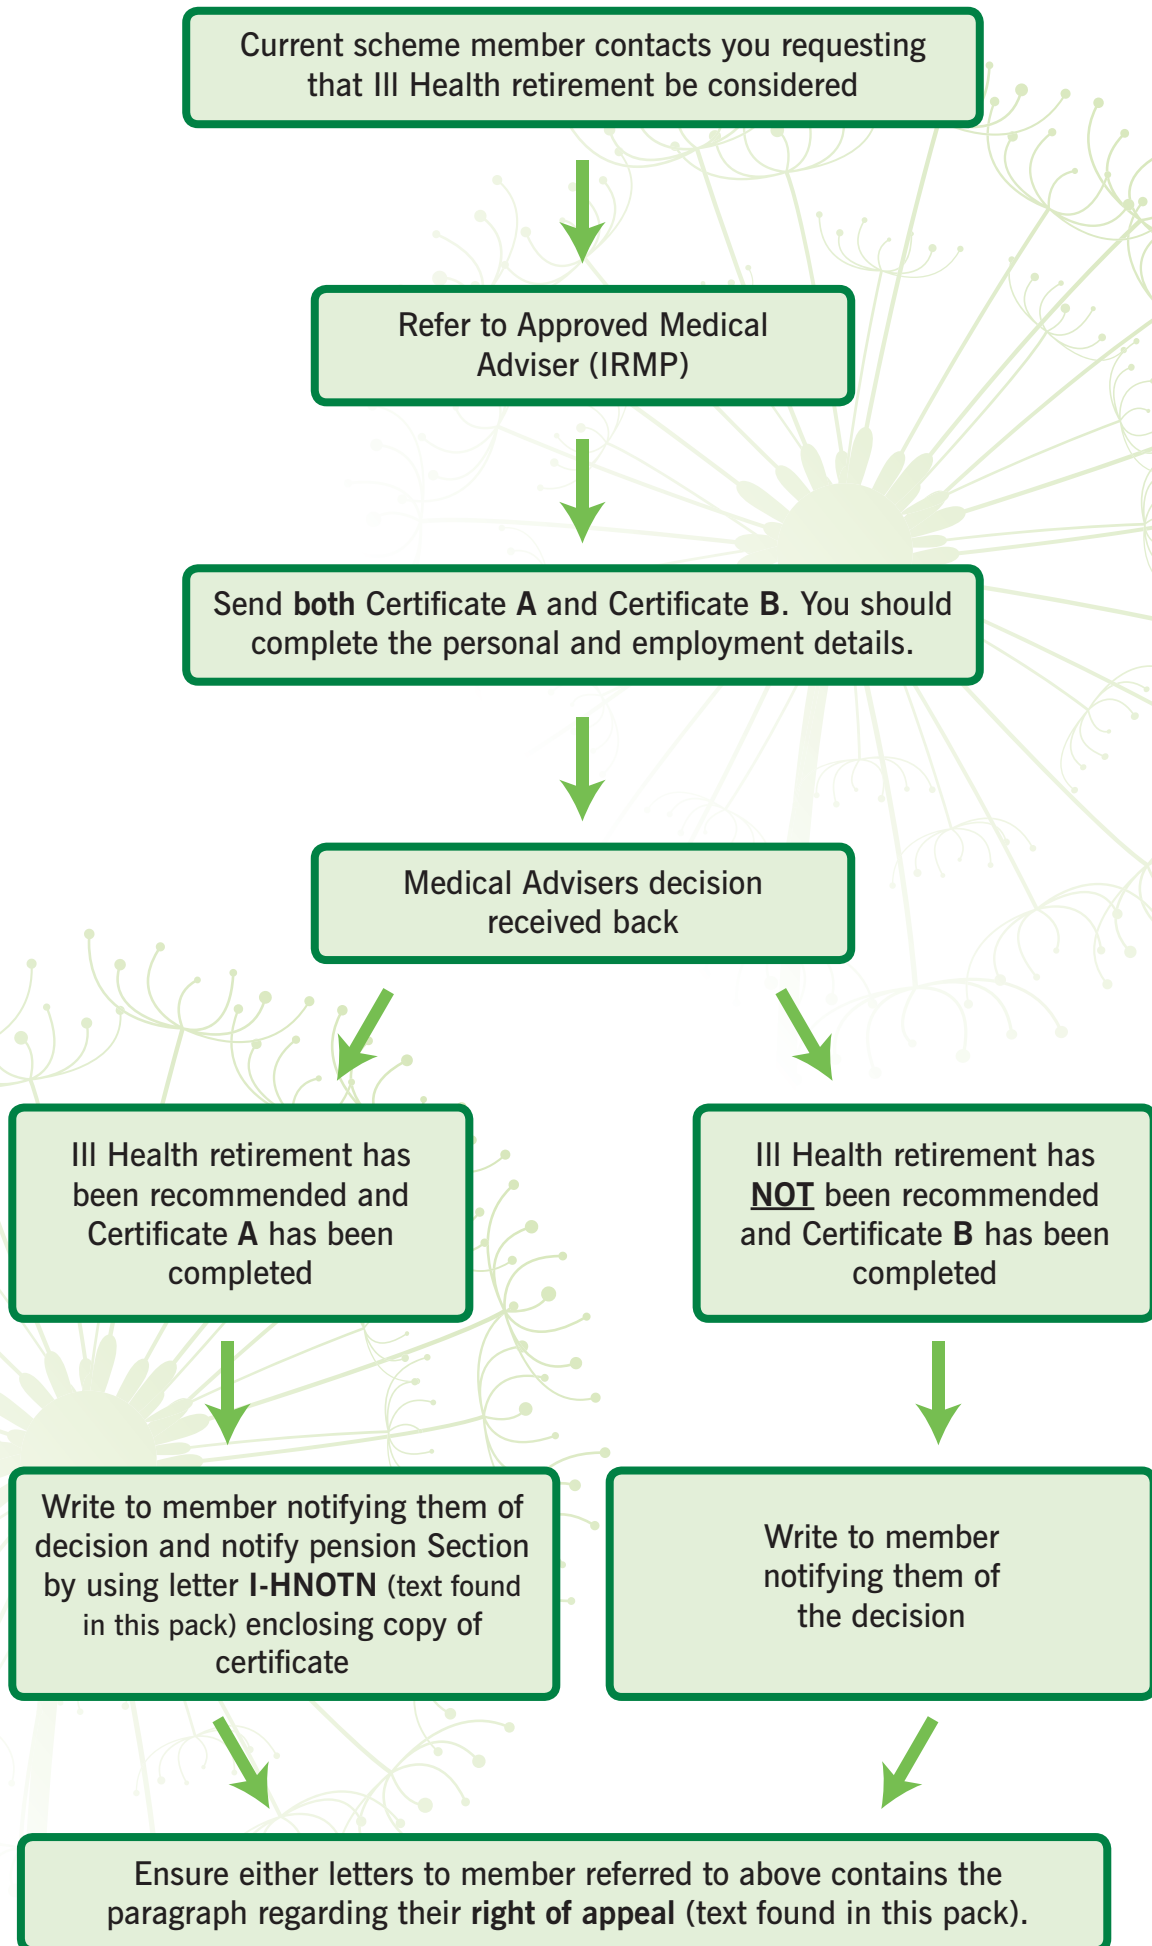 Current scheme member contacts you requesting
that Ill Health retirement be considered
Refer to Approved Medical
Adviser (IRMP)
Send both Certificate A and Certificate B. You should
complete the personal and employment details.
Medical Advisers decision
received back
Ill Health retirement has
been recommended and
Certificate A has been
completed
Ill Health retirement has
NOT been recommended
and Certificate B has been
completed
Write to member notifying them of
decision and notify pension Section
by using letter I-HNOTN (text found
in this pack) enclosing copy of
certificate
Write to member
notifying them of
the decision
Ensure either letters to member referred to above contains the
paragraph regarding their right of appeal (text found in this pack).